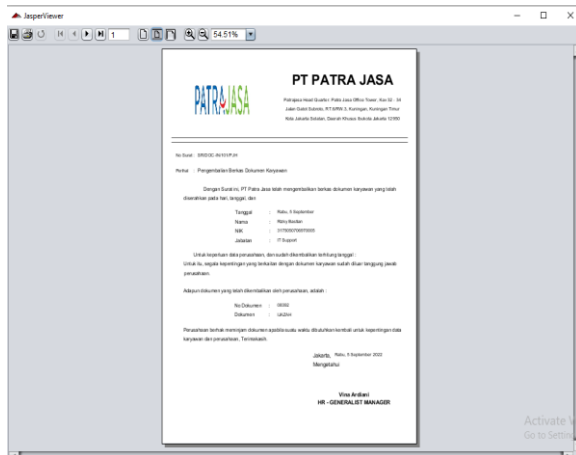 JasperViewer
1
54.51%
PATRAJASA
PT PATRA JASA
Patrajasa Head Quarter: Patra Jasa Office Tower, Kav 32 - 34
Jalan Gatot Subroto, RT.6/RW.3, Kuningan, Kuningan Timur
Kota Jakarta Selatan, Daerah Khusus Ibukota Jakarta 12950
No Surat :
Perihal : Pengembalian Berkas Dokumen Karyawan
Dengan Surat ini, PT Patra Jasa telah mengembalikan berkas dokumen karyawan yang telah
diserahkan pada hari, tanggal, dan
Tanggal : Rabu, 5 September
Nama : Rizky Bastian
NIK :
Jabatan : IT Support
Untuk keperluan data perusahaan, dan sudah dikembalikan terhitung tanggal :
Untuk itu, segala kepentingan yang berkaitan dengan dokumen karyawan sudah diluar tanggung jawab
perusahaan.
Adapun dokumen yang telah dikembalikan oleh perusahaan, adalah :
No Dokumen :
Dokumen : Ijazah
Perusahaan berhak meminjam dokumen apabila suatu waktu dibutuhkan kembali untuk kepentingan data
karyawan dan perusahaan, Terimakasih
Jakarta, Rabu, 5 September 2022
Mengetahui
Vina Ardiani
HR - GENERALIST MANAGER
Activate
Go to Settin